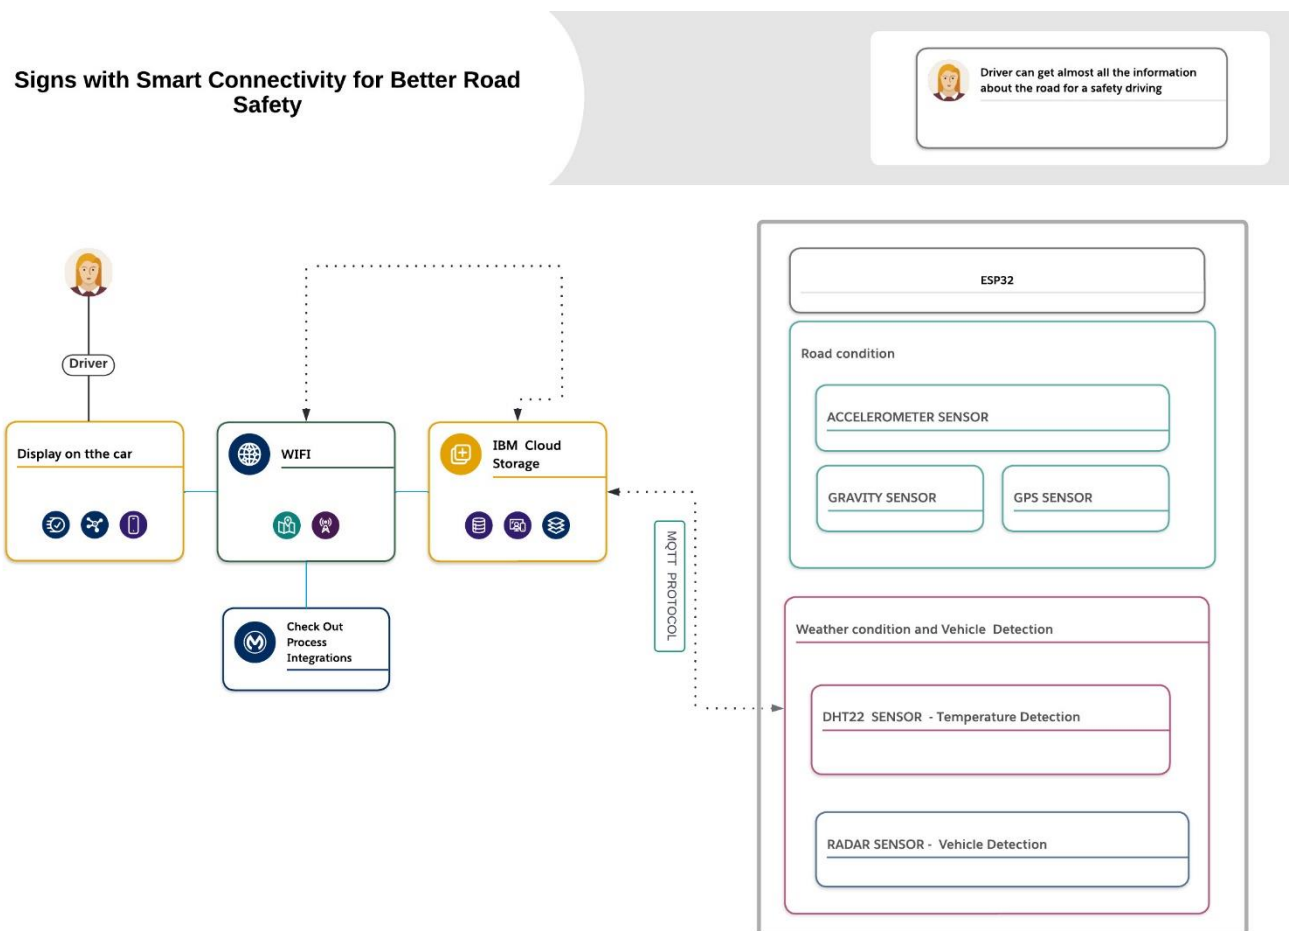 Signs with Smart Connectivity for Better Road
Safety
Driver can get almost all the information
about the road for a safety driving
Driver
Display on tthe car
WIFI
IBM Cloud
Storage
Check Out
Process
Integrations
MQTT PROTOCOL
ESP32
Road condition
ACCELEROMETER SENSOR
GRAVITY SENSOR
GPS SENSOR
Weather condition and Vehicle Detection
DHT22 SENSOR - Temperature Detection
RADAR SENSOR - Vehicle Detection